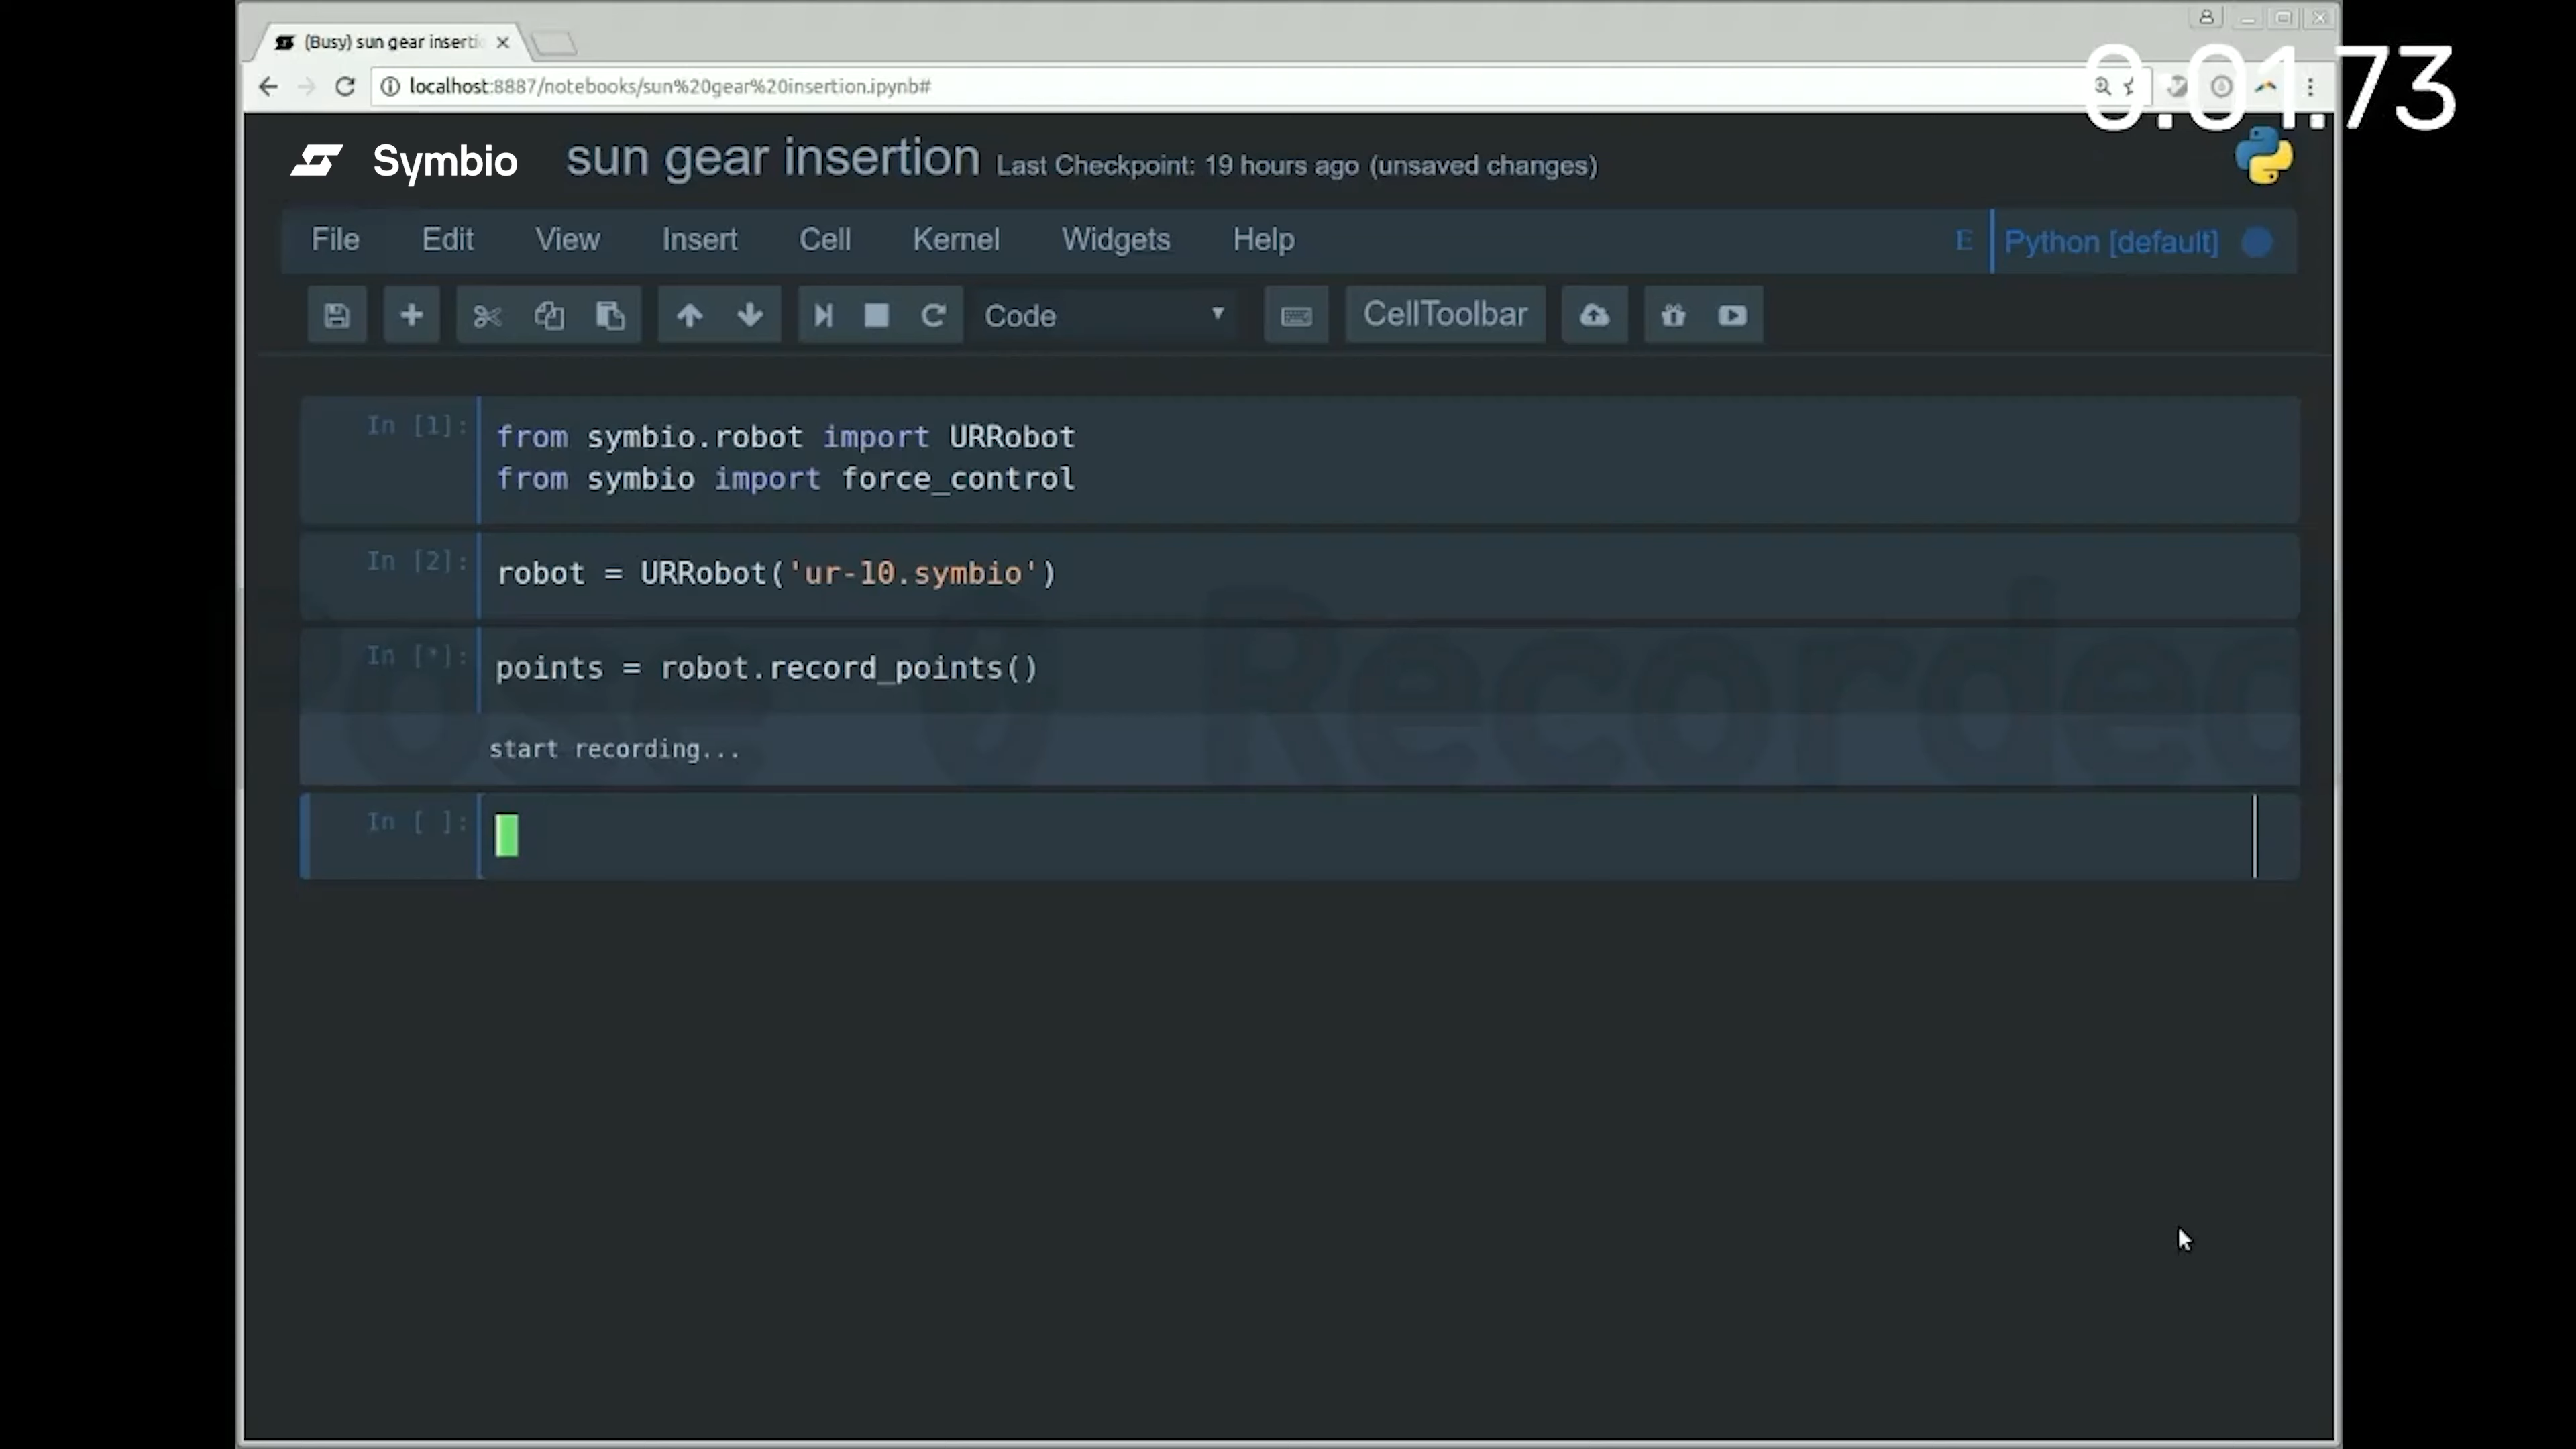 (Busy) sun gear inserti
0:01.73
localhost:8887/notebooks/sun%20gear%20insertion.ipynb#
Symbio sun gear insertion Last Checkpoint: 19 hours ago (unsaved changes)
File Edit View Insert Cell Kernel Widgets Help E Python [default]
Code CellToolbar
In [1]: from symbio.robot import URRobot
from symbio import force_control
In [2]: robot = URRobot('ur-10.symbio')
In [*]: points = robot.record_points()
Pose 0 Recorded
start recording...
In [ ]: